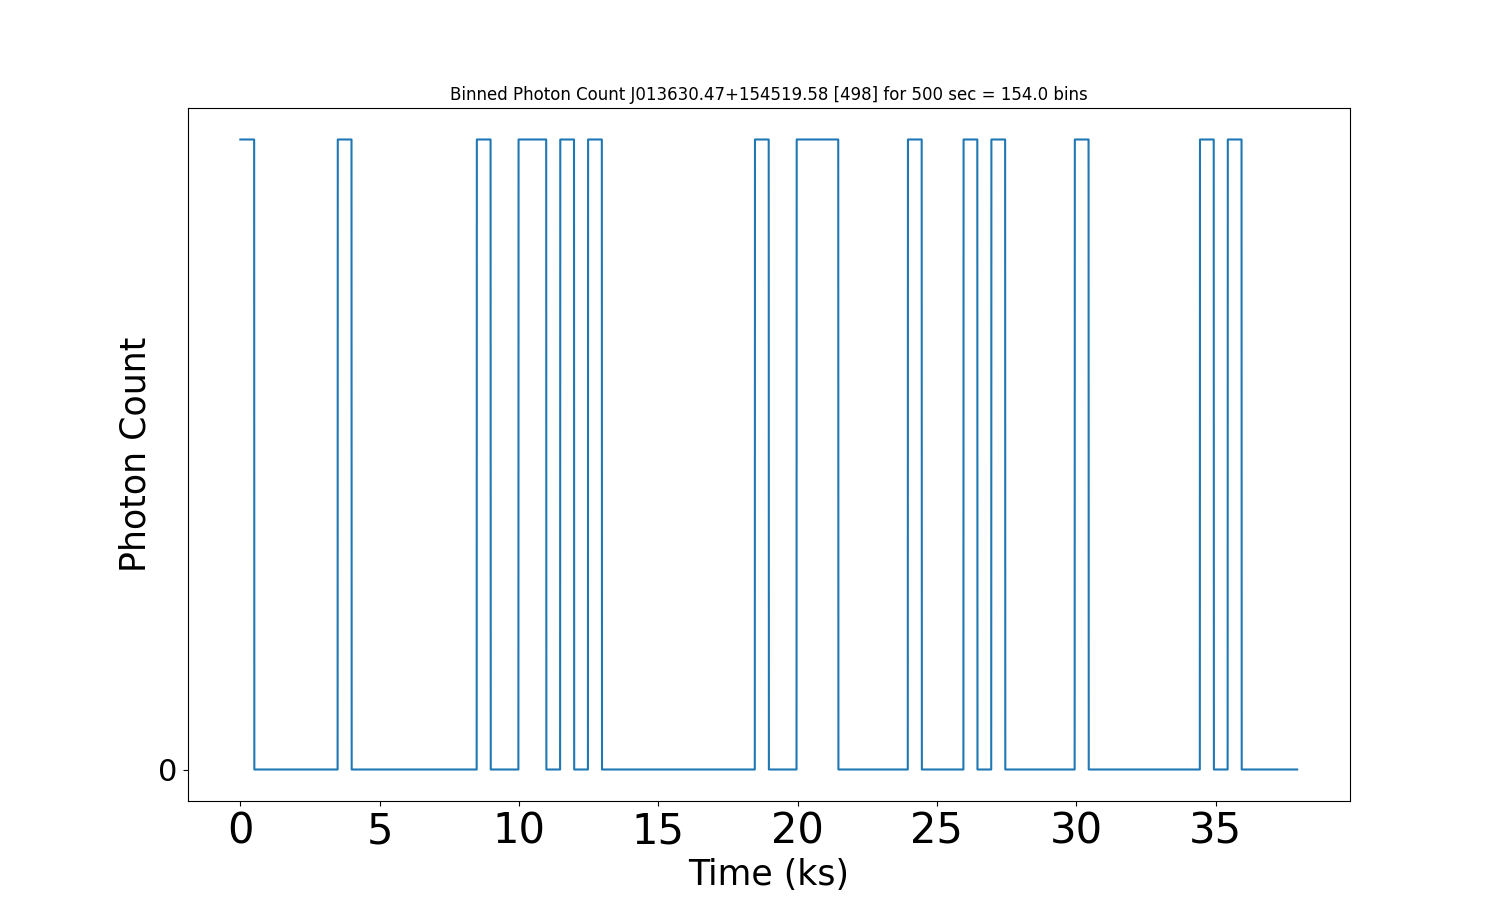 Binned Photon Count J013630.47+154519.58 [498] for 500 sec = 154.0 bins
Photon Count
0
0 5 10 15 20 25 30 35
Time (ks)